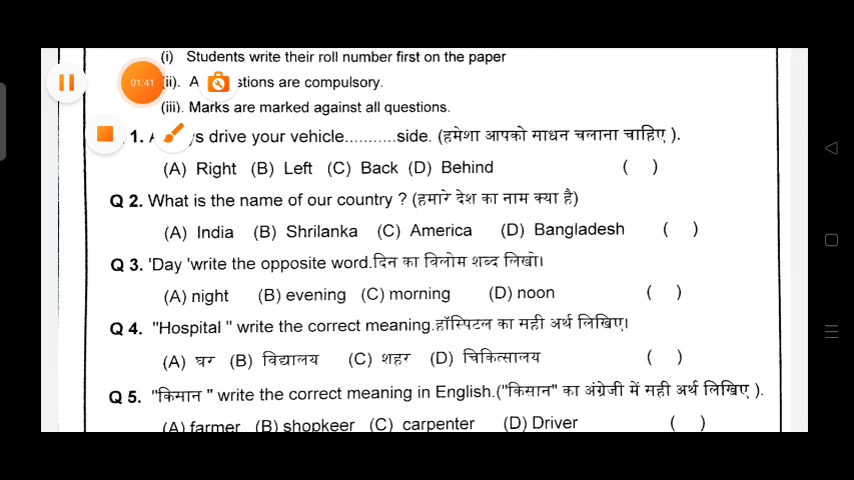 (i) Students write their roll number first on the paper
01:41 (ii). A stions are compulsory.
(iii). Marks are marked against all questions.
1. A ys drive your vehicle..........side. (हमेशा आपको माधन चलाना चाहिए ).
(A) Right (B) Left (C) Back (D) Behind ( )
Q 2. What is the name of our country ? (हमारे देश का नाम क्या है)
(A) India (B) Shrilanka (C) America (D) Bangladesh ( )
Q 3. 'Day 'write the opposite word.दिन का विलोम शब्द लिखो।
(A) night (B) evening (C) morning (D) noon ( )
Q 4. "Hospital " write the correct meaning.हॉस्पिटल का सही अर्थ लिखिए।
(A) घर (B) विद्यालय (C) शहर (D) चिकित्सालय ( )
Q 5. "किमान " write the correct meaning in English.("किसान" का अंग्रेजी में सही अर्थ लिखिए ).
(A) farmer (B) shopkeer (C) carpenter (D) Driver ( )